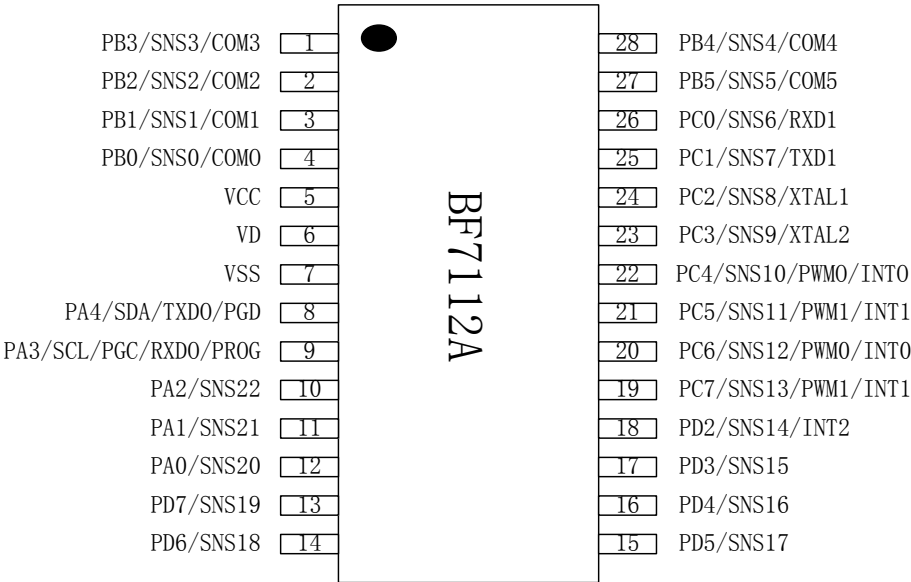 PB3/SNS3/COM3 1 28 PB4/SNS4/COM4
PB2/SNS2/COM2 2 27 PB5/SNS5/COM5
PB1/SNS1/COM1 3 26 PC0/SNS6/RXD1
PB0/SNS0/COM0 4 25 PC1/SNS7/TXD1
VCC 5 24 PC2/SNS8/XTAL1
VD 6 23 PC3/SNS9/XTAL2
VSS 7 22 PC4/SNS10/PWM0/INT0
PA4/SDA/TXD0/PGD 8 21 PC5/SNS11/PWM1/INT1
PA3/SCL/PGC/RXD0/PROG 9 20 PC6/SNS12/PWM0/INT0
PA2/SNS22 10 19 PC7/SNS13/PWM1/INT1
PA1/SNS21 11 18 PD2/SNS14/INT2
PA0/SNS20 12 17 PD3/SNS15
PD7/SNS19 13 16 PD4/SNS16
PD6/SNS18 14 15 PD5/SNS17
BF7112A